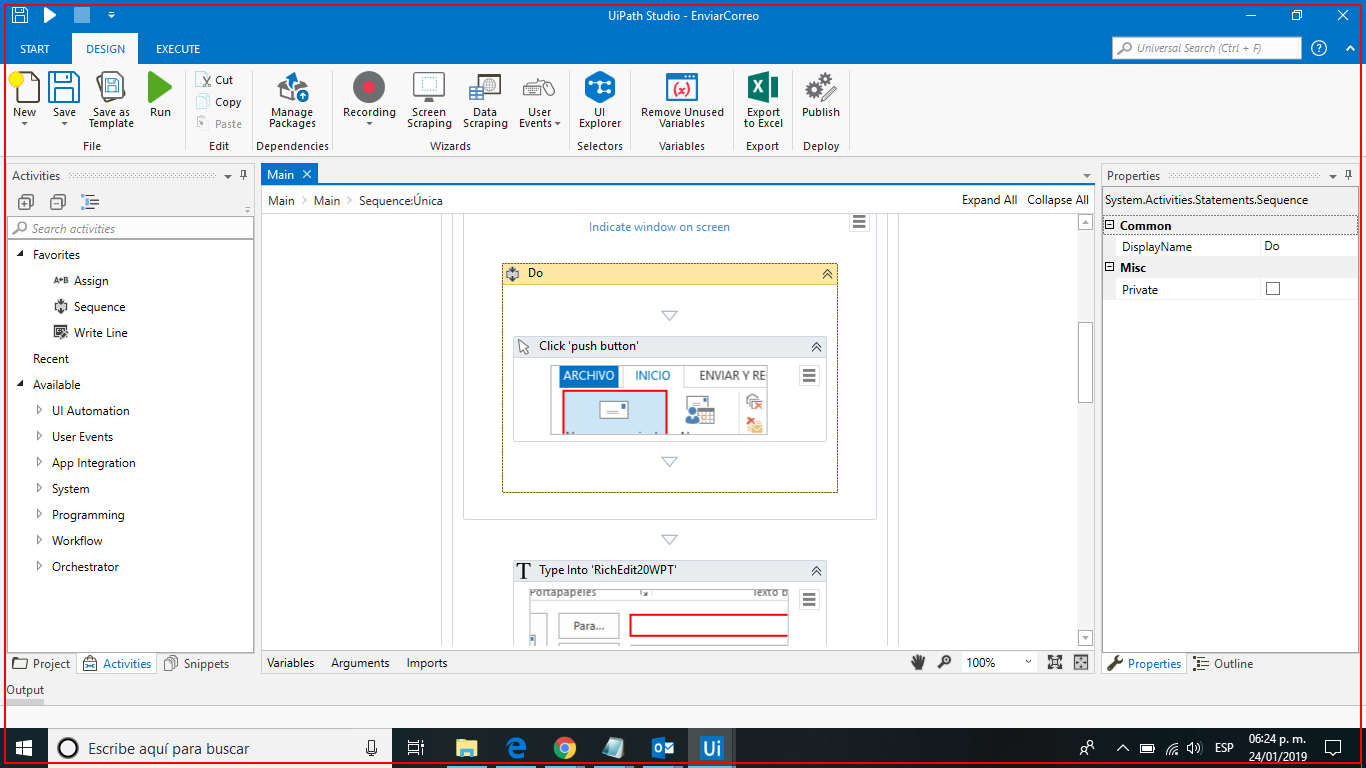 UiPath Studio - EnviarCorreo
START DESIGN EXECUTE Universal Search (Ctrl + F)
New Save Save as Template Run Cut Copy Paste Manage Packages Recording Screen Scraping Data Scraping User Events UI Explorer Remove Unused Variables Export to Excel Publish
File Edit Dependencies Wizards Selectors Variables Export Deploy
Activities
Search activities
Favorites
Assign
Sequence
Write Line
Recent
Available
UI Automation
User Events
App Integration
System
Programming
Workflow
Orchestrator
Project Activities Snippets
Main
Main Main Sequence:Única Expand All Collapse All
Indicate window on screen
Do
Click 'push button'
ARCHIVO INICIO ENVIAR Y RE
Type Into 'RichEdit20WPT'
Portapapeles Texto b
Para...
Variables Arguments Imports 100%
Properties
System.Activities.Statements.Sequence
Common
DisplayName Do
Misc
Private
Properties Outline
Output
Escribe aquí para buscar
Ui
ESP
06:24 p. m.
24/01/2019